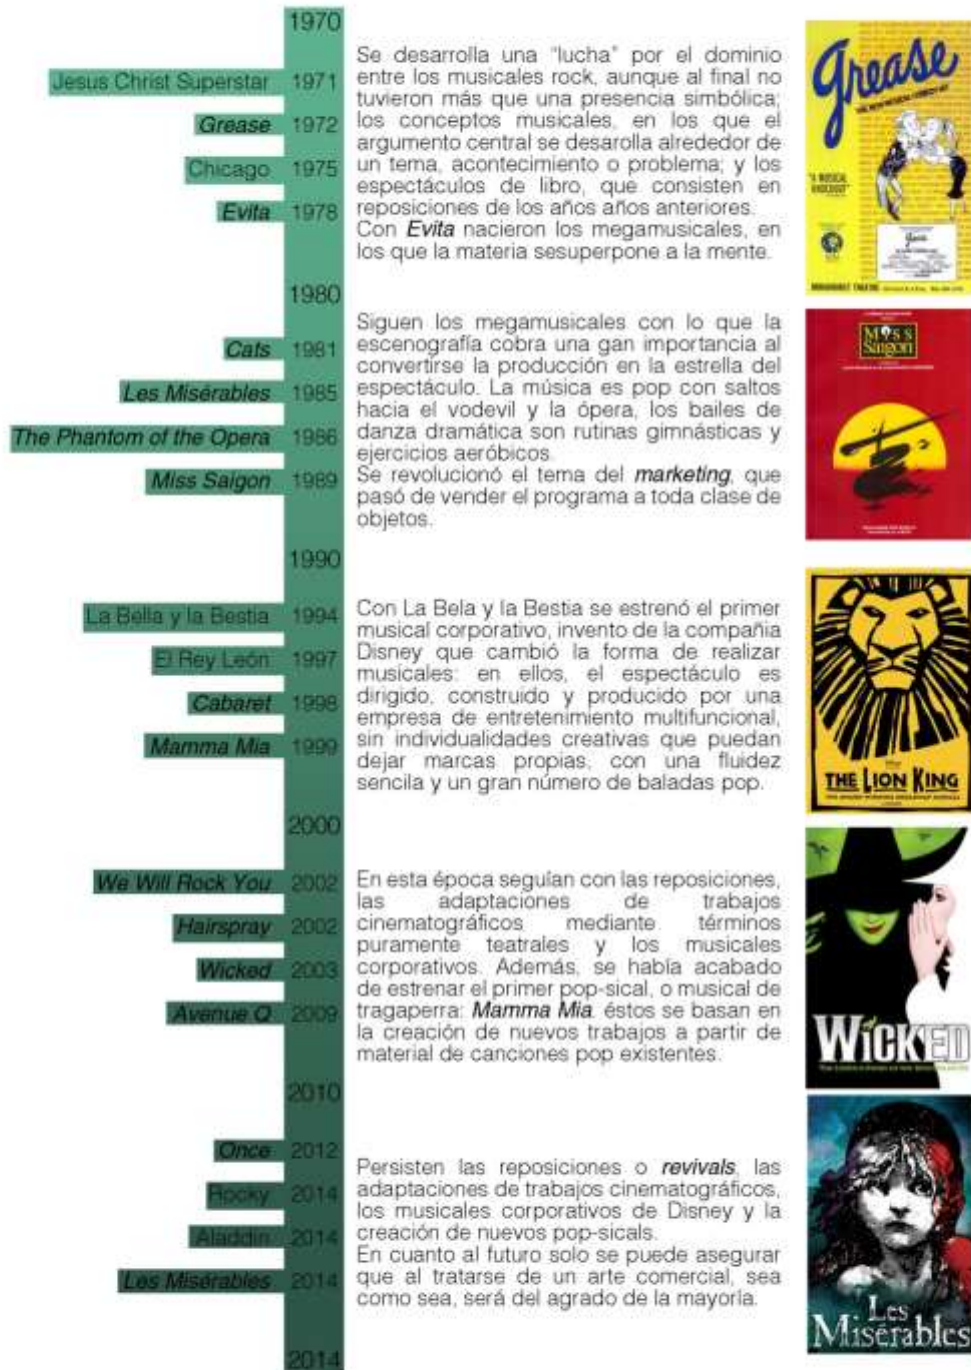 1970
Jesus Christ Superstar 1971
Grease 1972
Chicago 1975
Evita 1978
Se desarrolla una "lucha" por el dominio
entre los musicales rock, aunque al final no
tuvieron más que una presencia simbólica;
los conceptos musicales, en los que el
argumento central se desarolla alrededor de
un tema, acontecimiento o problema; y los
espectáculos de libro, que consisten en
reposiciones de los años años anteriores.
Con Evita nacieron los megamusicales, en
los que la materia sesuperpone a la mente.
Grease
"A MUSICAL
KNOCKOUT"
1980
Cats 1981
Les Misérables 1985
The Phantom of the Opera 1986
Miss Saigon 1989
Siguen los megamusicales con lo que la
escenografía cobra una gan importancia al
convertirse la producción en la estrella del
espectáculo. La música es pop con saltos
hacia el vodevil y la ópera, los bailes de
danza dramática son rutinas gimnásticas y
ejercicios aeróbicos.
Se revolucionó el tema del marketing, que
pasó de vender el programa a toda clase de
objetos.
Miss
Saigon
1990
La Bella y la Bestia 1994
El Rey León 1997
Cabaret 1998
Mamma Mia 1999
Con La Bela y la Bestia se estrenó el primer
musical corporativo, invento de la compañia
Disney que cambió la forma de realizar
musicales: en ellos, el espectáculo es
dirigido, construido y producido por una
empresa de entretenimiento multifuncional,
sin individualidades creativas que puedan
dejar marcas propias, con una fluidez
sencila y un gran número de baladas pop.
THE LION KING
2000
We Will Rock You 2002
Hairspray 2002
Wicked 2003
Avenue Q 2009
En esta época seguían con las reposiciones,
las adaptaciones de trabajos
cinematográficos mediante términos
puramente teatrales y los musicales
corporativos. Además, se había acabado
de estrenar el primer pop-sical, o musical de
tragaperra: Mamma Mia. éstos se basan en
la creación de nuevos trabajos a partir de
material de canciones pop existentes.
WICKED
2010
Once 2012
Rocky 2014
Aladdin 2014
Les Misérables 2014
2014
Persisten las reposiciones o revivals, las
adaptaciones de trabajos cinematográficos,
los musicales corporativos de Disney y la
creación de nuevos pop-sicals.
En cuanto al futuro solo se puede asegurar
que al tratarse de un arte comercial, sea
como sea, será del agrado de la mayoría.
Les
Misérables